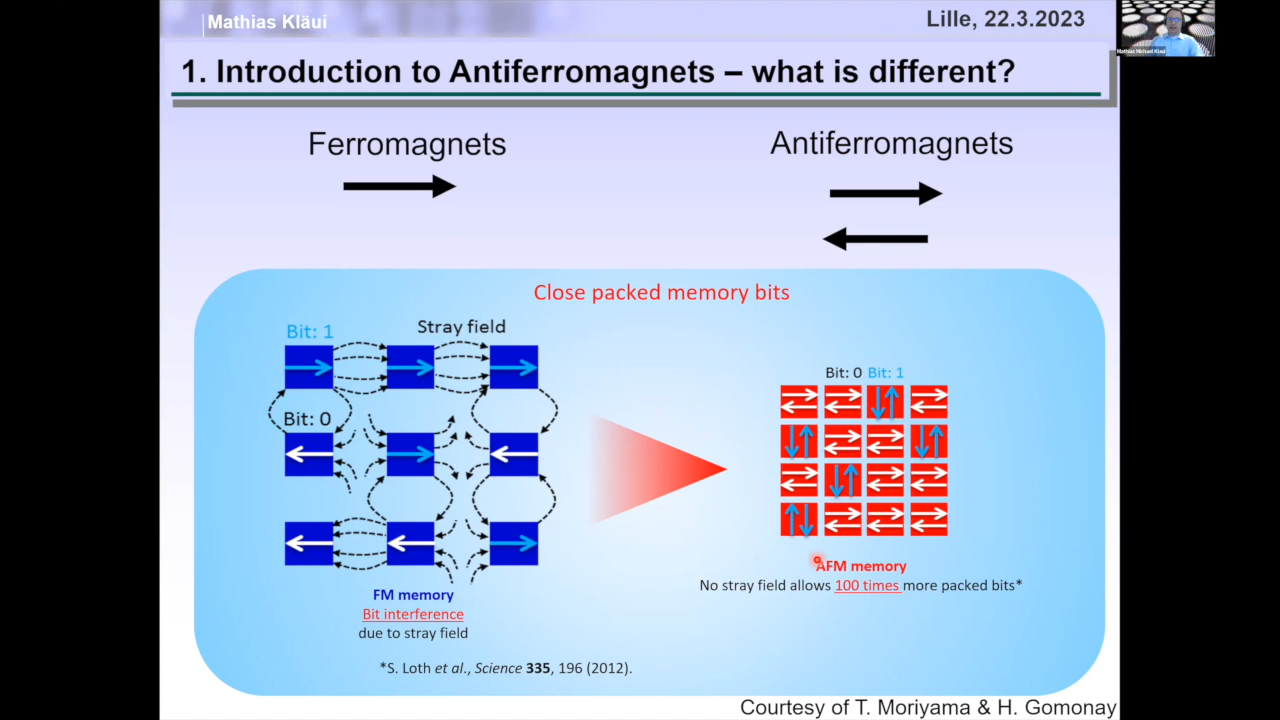 Mathias Kläui
Lille, 22.3.2023
Mathias Michael Kläui
1. Introduction to Antiferromagnets – what is different?
Ferromagnets
Antiferromagnets
Close packed memory bits
Bit: 1
Stray field
Bit: 0
Bit: 0 Bit: 1
FM memory
Bit interference
due to stray field
AFM memory
No stray field allows 100 times more packed bits*
*S. Loth et al., Science 335, 196 (2012).
Courtesy of T. Moriyama & H. Gomonay